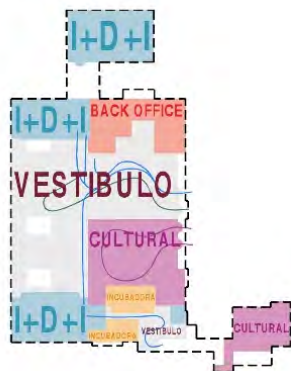 I+D+I
I+D+I
BACK OFFICE
VESTIBULO
CULTURAL
INCUBADORA
I+D+I
VESTIBULO
INCUBADORA
CULTURAL